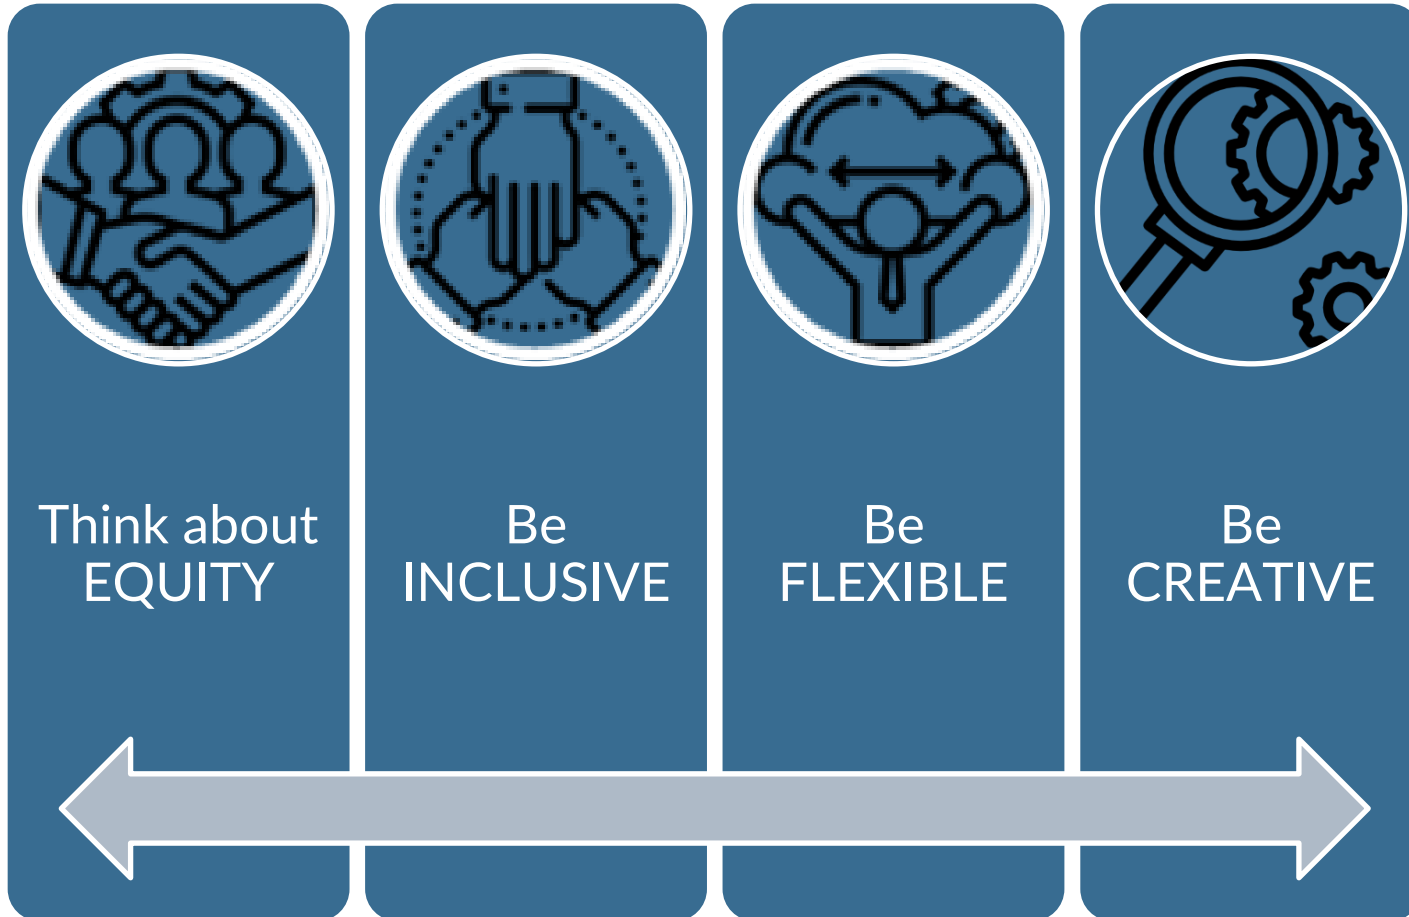 Think about
EQUITY
Be
INCLUSIVE
Be
FLEXIBLE
Be
CREATIVE